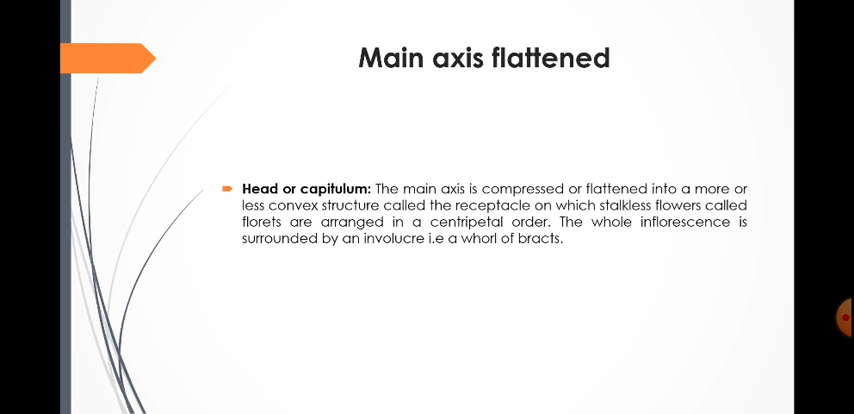 Main axis flattened
Head or capitulum: The main axis is compressed or flattened into a more or
less convex structure called the receptacle on which stalkless flowers called
florets are arranged in a centripetal order. The whole inflorescence is
surrounded by an involucre i.e a whorl of bracts.